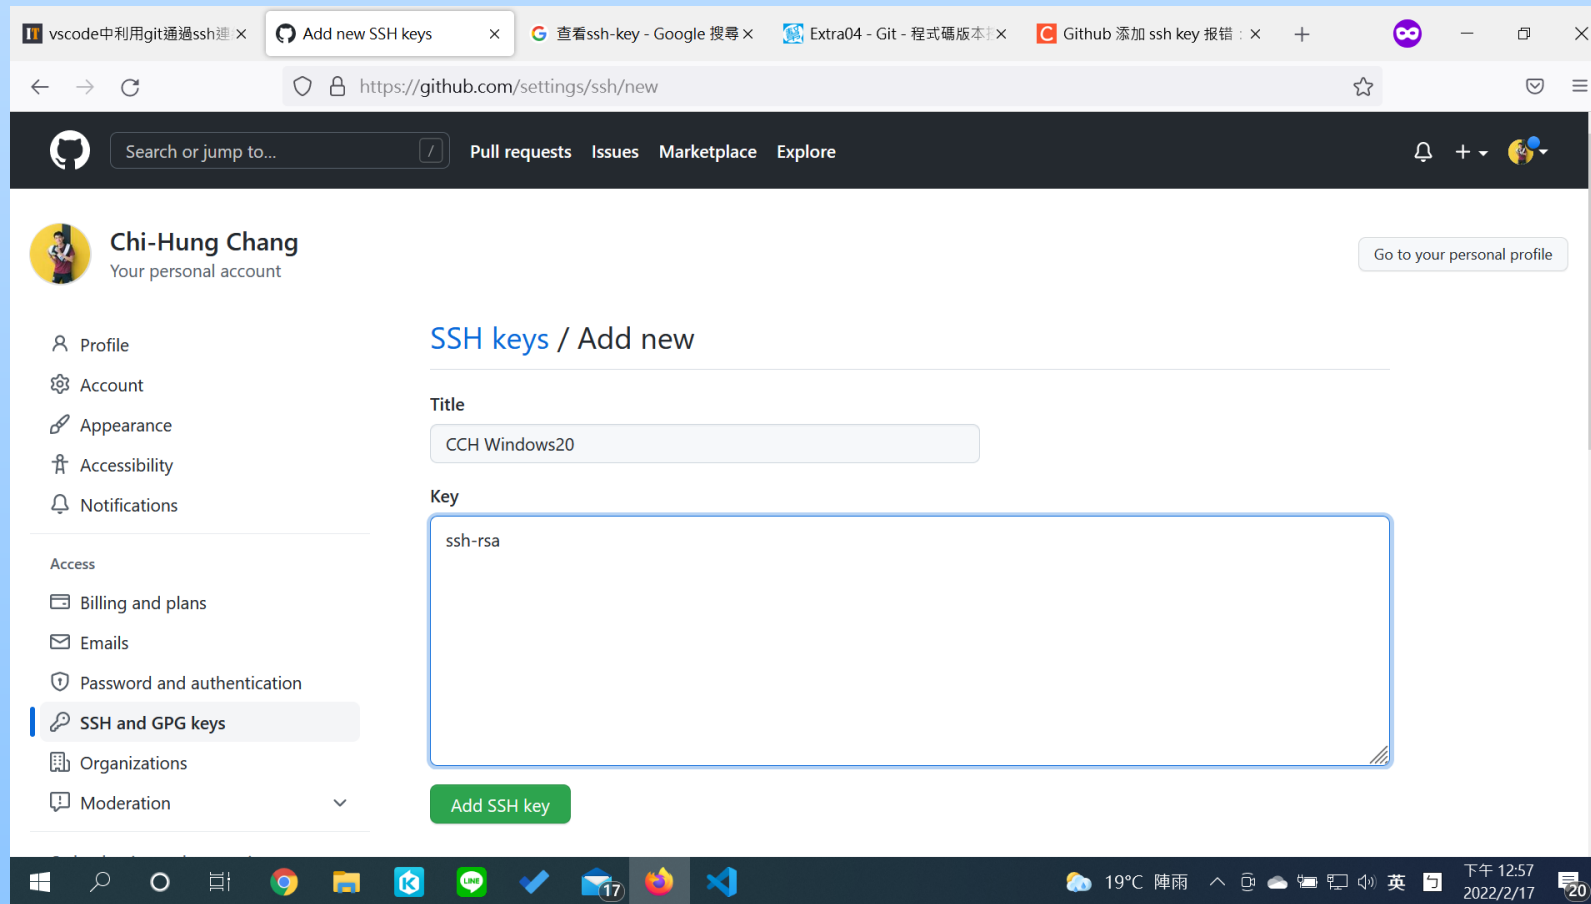 vscode中利用git通過ssh連
Add new SSH keys
查看ssh-key - Google 搜尋
Extra04 - Git - 程式碼版本
Github 添加 ssh key 报错：
https://github.com/settings/ssh/new
Search or jump to...
/
Pull requests
Issues
Marketplace
Explore
Chi-Hung Chang
Your personal account
Go to your personal profile
Profile
Account
Appearance
Accessibility
Notifications
Access
Billing and plans
Emails
Password and authentication
SSH and GPG keys
Organizations
Moderation
SSH keys / Add new
Title
CCH Windows20
Key
ssh-rsa
Add SSH key
LINE
17
19°C 陣雨
英
ㄅ
下午 12:57
2022/2/17
20